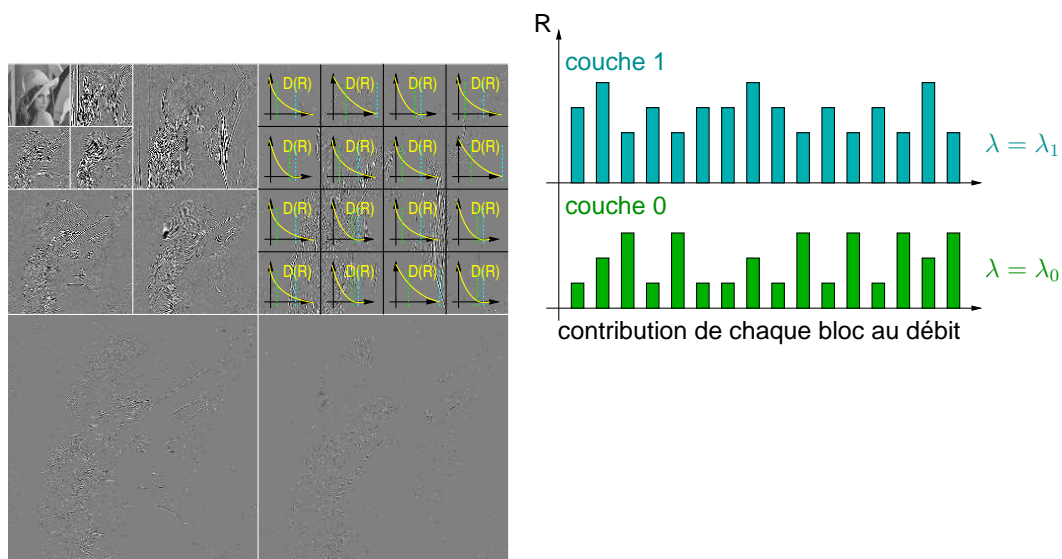 D(R) D(R) D(R) D(R)
D(R) D(R) D(R) D(R)
D(R) D(R) D(R) D(R)
D(R) D(R) D(R) D(R)
R
couche 1
λ = λ₁
couche 0
λ = λ₀
contribution de chaque bloc au débit